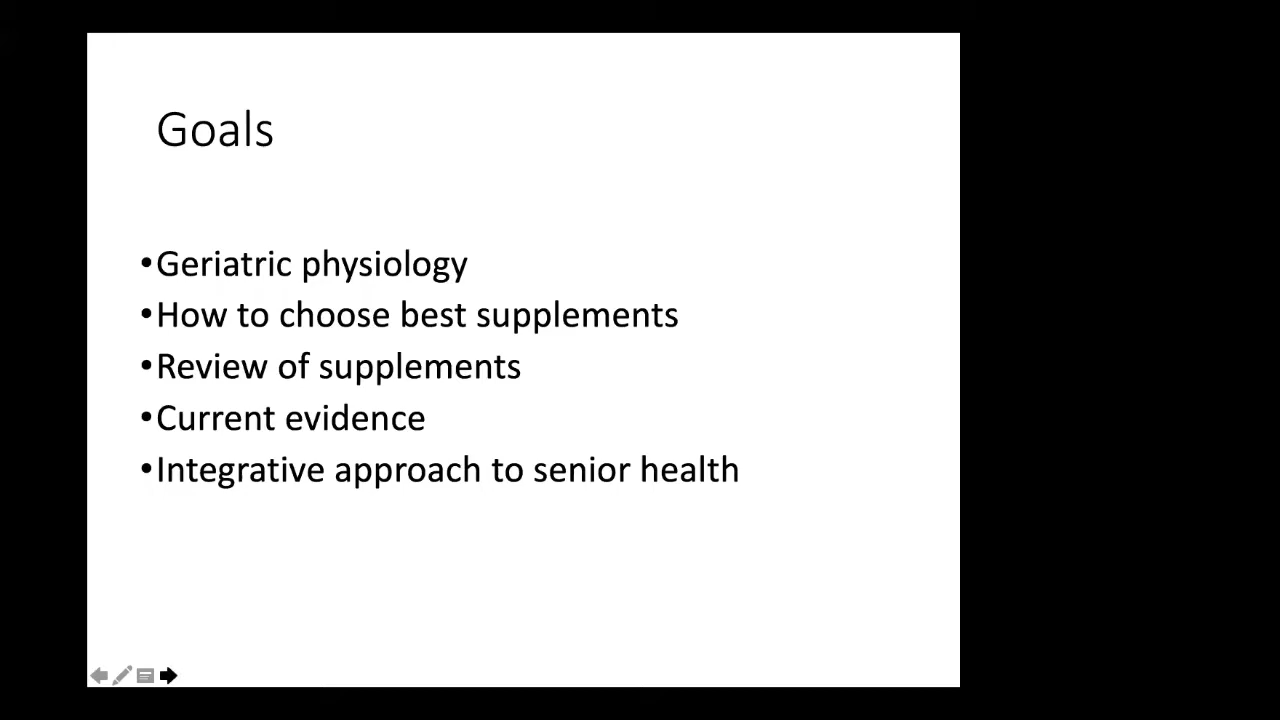 Goals
•Geriatric physiology
•How to choose best supplements
•Review of supplements
•Current evidence
•Integrative approach to senior health